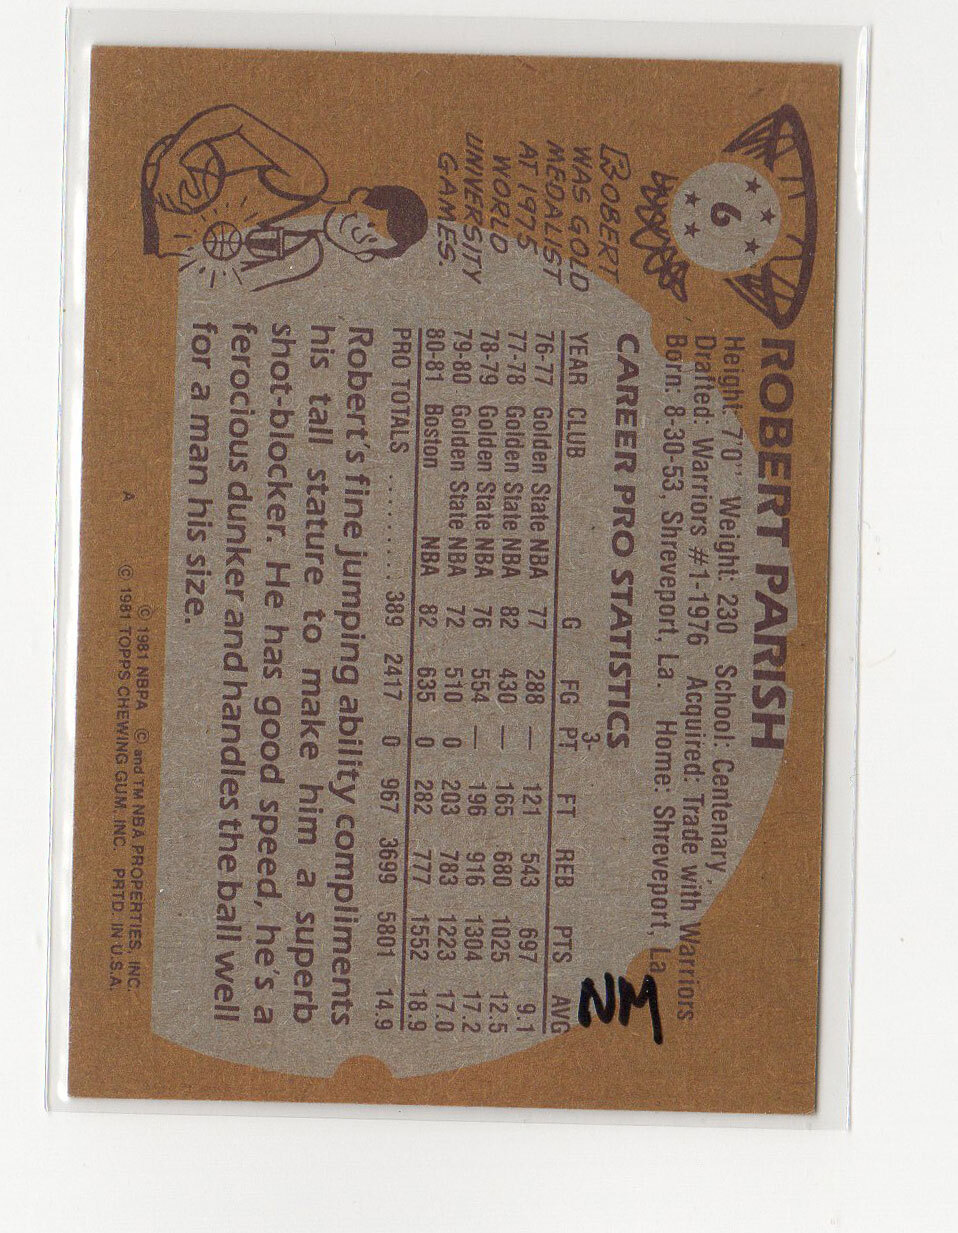 6
ROBERT PARISH
Height: 7'0" Weight: 230 School: Centenary
Drafted: Warriors #1-1976 Acquired: Trade with Warriors
Born: 8-30-53, Shreveport, La. Home: Shreveport, La
NM
ROBERT
WAS GOLD
MEDALIST
AT 1975
WORLD
UNIVERSITY
GAMES.
CAREER PRO STATISTICS
YEAR CLUB G FG 3-PT FT REB PTS AVG
76-77 Golden State NBA 77 288 — 121 543 697 9.1
77-78 Golden State NBA 82 430 — 165 680 1025 12.5
78-79 Golden State NBA 76 554 — 196 916 1304 17.2
79-80 Golden State NBA 72 510 0 203 783 1223 17.0
80-81 Boston NBA 82 635 0 282 777 1552 18.9
PRO TOTALS .......... 389 2417 0 967 3699 5801 14.9
Robert's fine jumping ability compliments
his tall stature to make him a superb
shot-blocker. He has good speed, he's a
ferocious dunker and handles the ball well
for a man his size.
© 1981 NBPA © and TM NBA PROPERTIES, INC.
A © 1981 TOPPS CHEWING GUM, INC. PRTD. IN U.S.A.